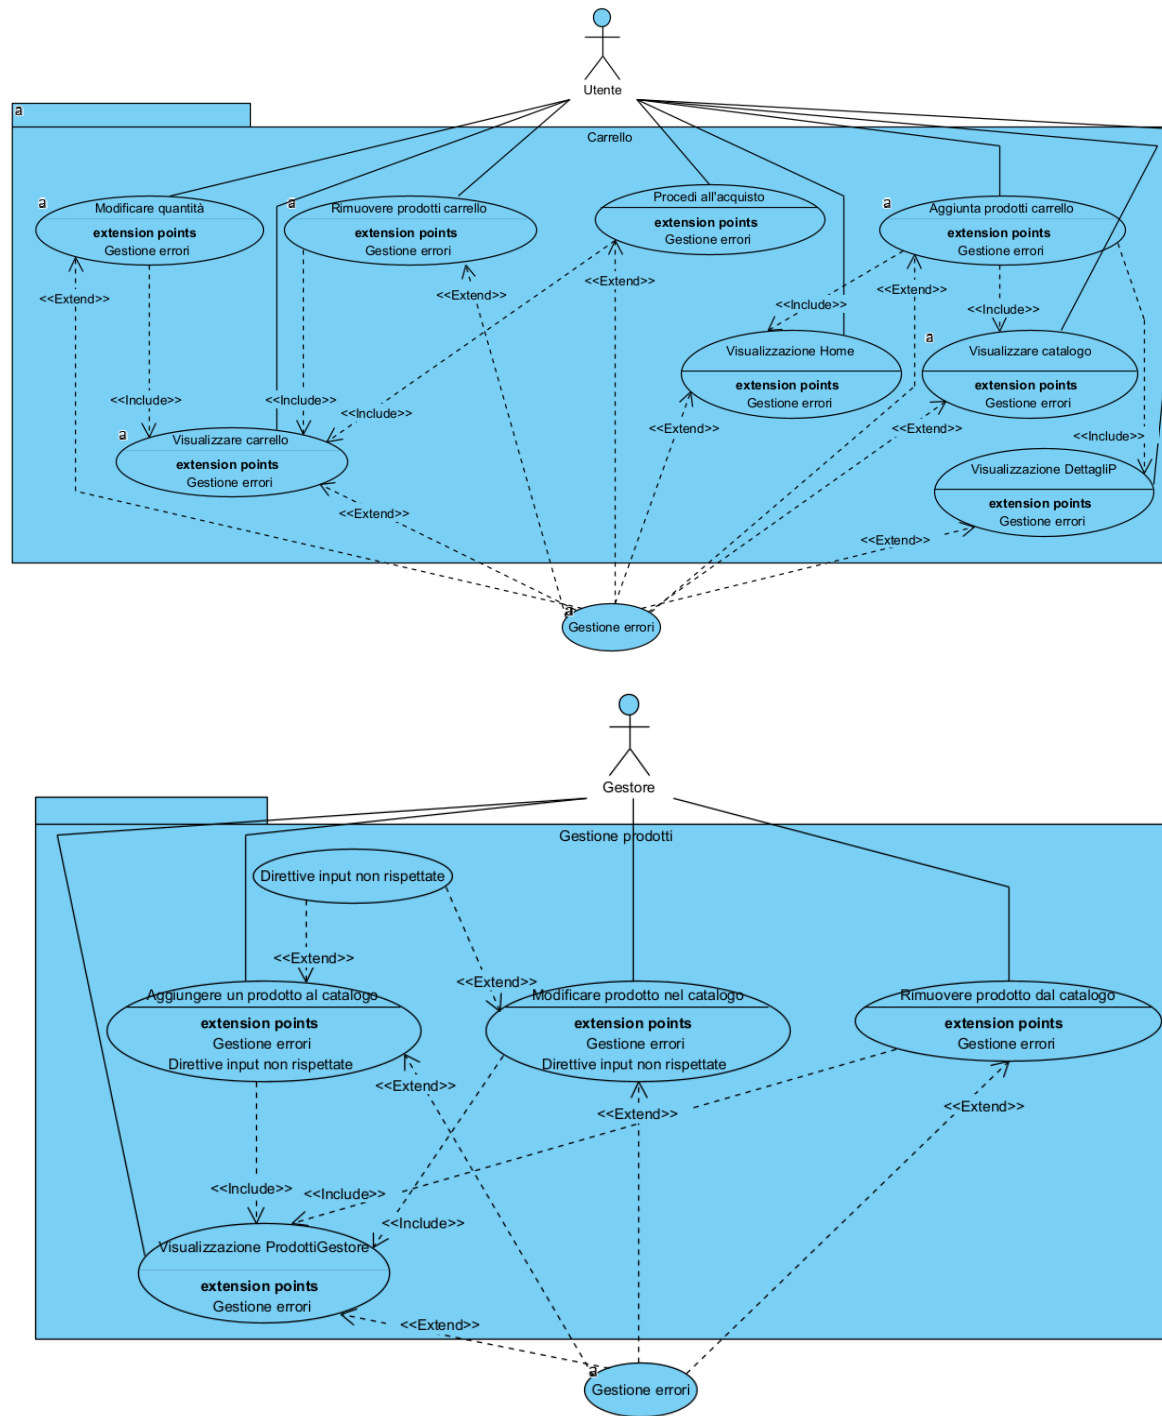 Utente
a
Carrello
a
Modificare quantità
extension points
Gestione errori
a
Rimuovere prodotti carrello
extension points
Gestione errori
Procedi all'acquisto
extension points
Gestione errori
a
Aggiunta prodotti carrello
extension points
Gestione errori
<<Extend>>
<<Extend>>
<<Extend>>
<<Include>>
<<Extend>>
<<Include>>
Visualizzazione Home
extension points
Gestione errori
a
Visualizzare catalogo
extension points
Gestione errori
<<Include>>
<<Include>>
<<Include>>
<<Extend>>
<<Extend>>
<<Include>>
a
Visualizzare carrello
extension points
Gestione errori
Visualizzazione DettagliP
extension points
Gestione errori
<<Extend>>
<<Extend>>
a
Gestione errori
Gestore
Gestione prodotti
Direttive input non rispettate
<<Extend>>
<<Extend>>
Aggiungere un prodotto al catalogo
extension points
Gestione errori
Direttive input non rispettate
Modificare prodotto nel catalogo
extension points
Gestione errori
Direttive input non rispettate
Rimuovere prodotto dal catalogo
extension points
Gestione errori
<<Extend>>
<<Extend>>
<<Extend>>
<<Include>>
<<Include>>
<<Include>>
Visualizzazione ProdottiGestore
extension points
Gestione errori
<<Extend>>
a
Gestione errori